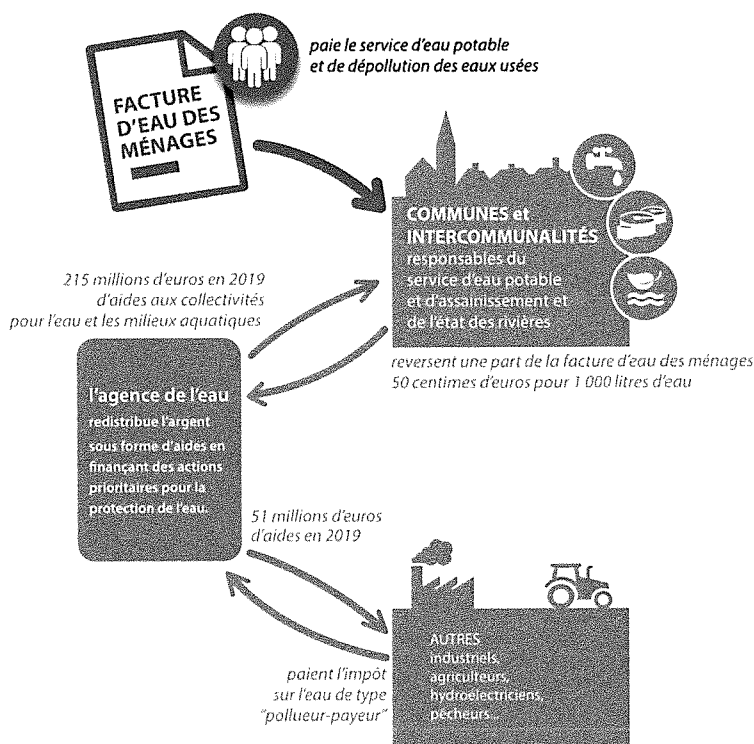 paie le service d'eau potable
et de dépollution des eaux usées
FACTURE
D'EAU DES
MÉNAGES
COMMUNES et
INTERCOMMUNALITÉS
responsables du
service d'eau potable
et d'assainissement et
de l'état des rivières
215 millions d'euros en 2019
d'aides aux collectivités
pour l'eau et les milieux aquatiques
reversent une part de la facture d'eau des ménages
50 centimes d'euros pour 1 000 litres d'eau
l'agence de l'eau
redistribue l'argent
sous forme d'aides en
finançant des actions
prioritaires pour la
protection de l'eau.
51 millions d'euros
d'aides en 2019
paient l'impôt
sur l'eau de type
"pollueur-payeur"
AUTRES
industriels,
agriculteurs,
hydroélectriciens,
pêcheurs...